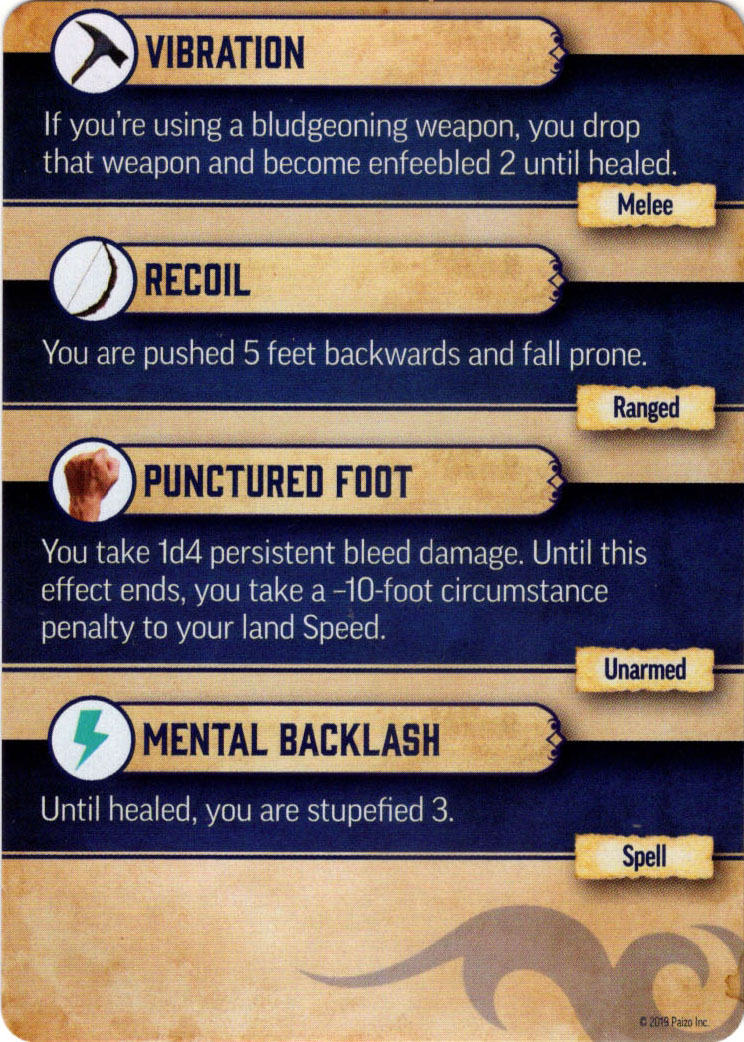 VIBRATION
If you're using a bludgeoning weapon, you drop
that weapon and become enfeebled 2 until healed.
Melee
RECOIL
You are pushed 5 feet backwards and fall prone.
Ranged
PUNCTURED FOOT
You take 1d4 persistent bleed damage. Until this
effect ends, you take a –10-foot circumstance
penalty to your land Speed.
Unarmed
MENTAL BACKLASH
Until healed, you are stupefied 3.
Spell
© 2019 Paizo Inc.